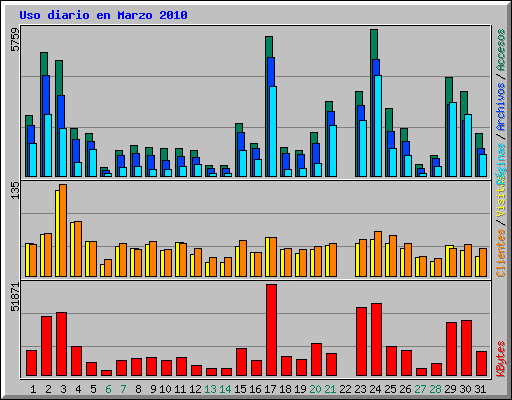 Uso diario en Marzo 2010
5759
135
51871
Accesos
/
Archivos
/
Páginas
Visitas
/
Clientes
KBytes
1 2 3 4 5 6 7 8 9 10 11 12 13 14 15 16 17 18 19 20 21 22 23 24 25 26 27 28 29 30 31